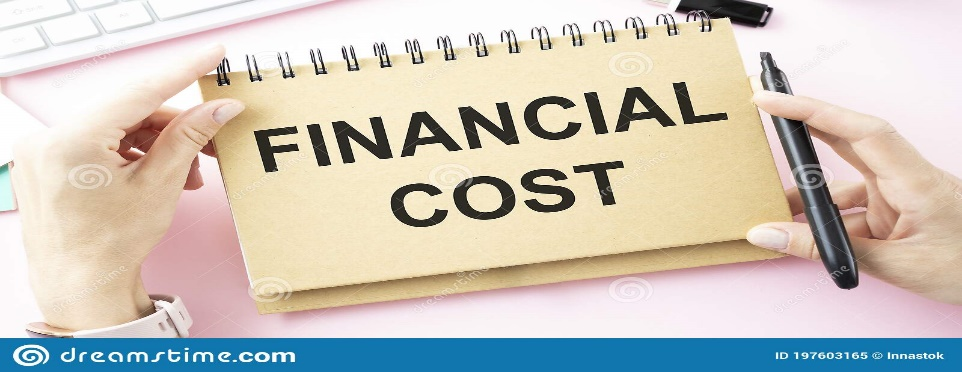 FINANCIAL
COST
dreamstime.com
ID 197603165 © Innastok